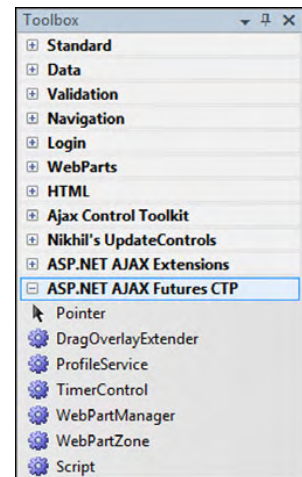 Toolbox
Standard
Data
Validation
Navigation
Login
WebParts
HTML
Ajax Control Toolkit
Nikhil's UpdateControls
ASP.NET AJAX Extensions
ASP.NET AJAX Futures CTP
Pointer
DragOverlayExtender
ProfileService
TimerControl
WebPartManager
WebPartZone
Script